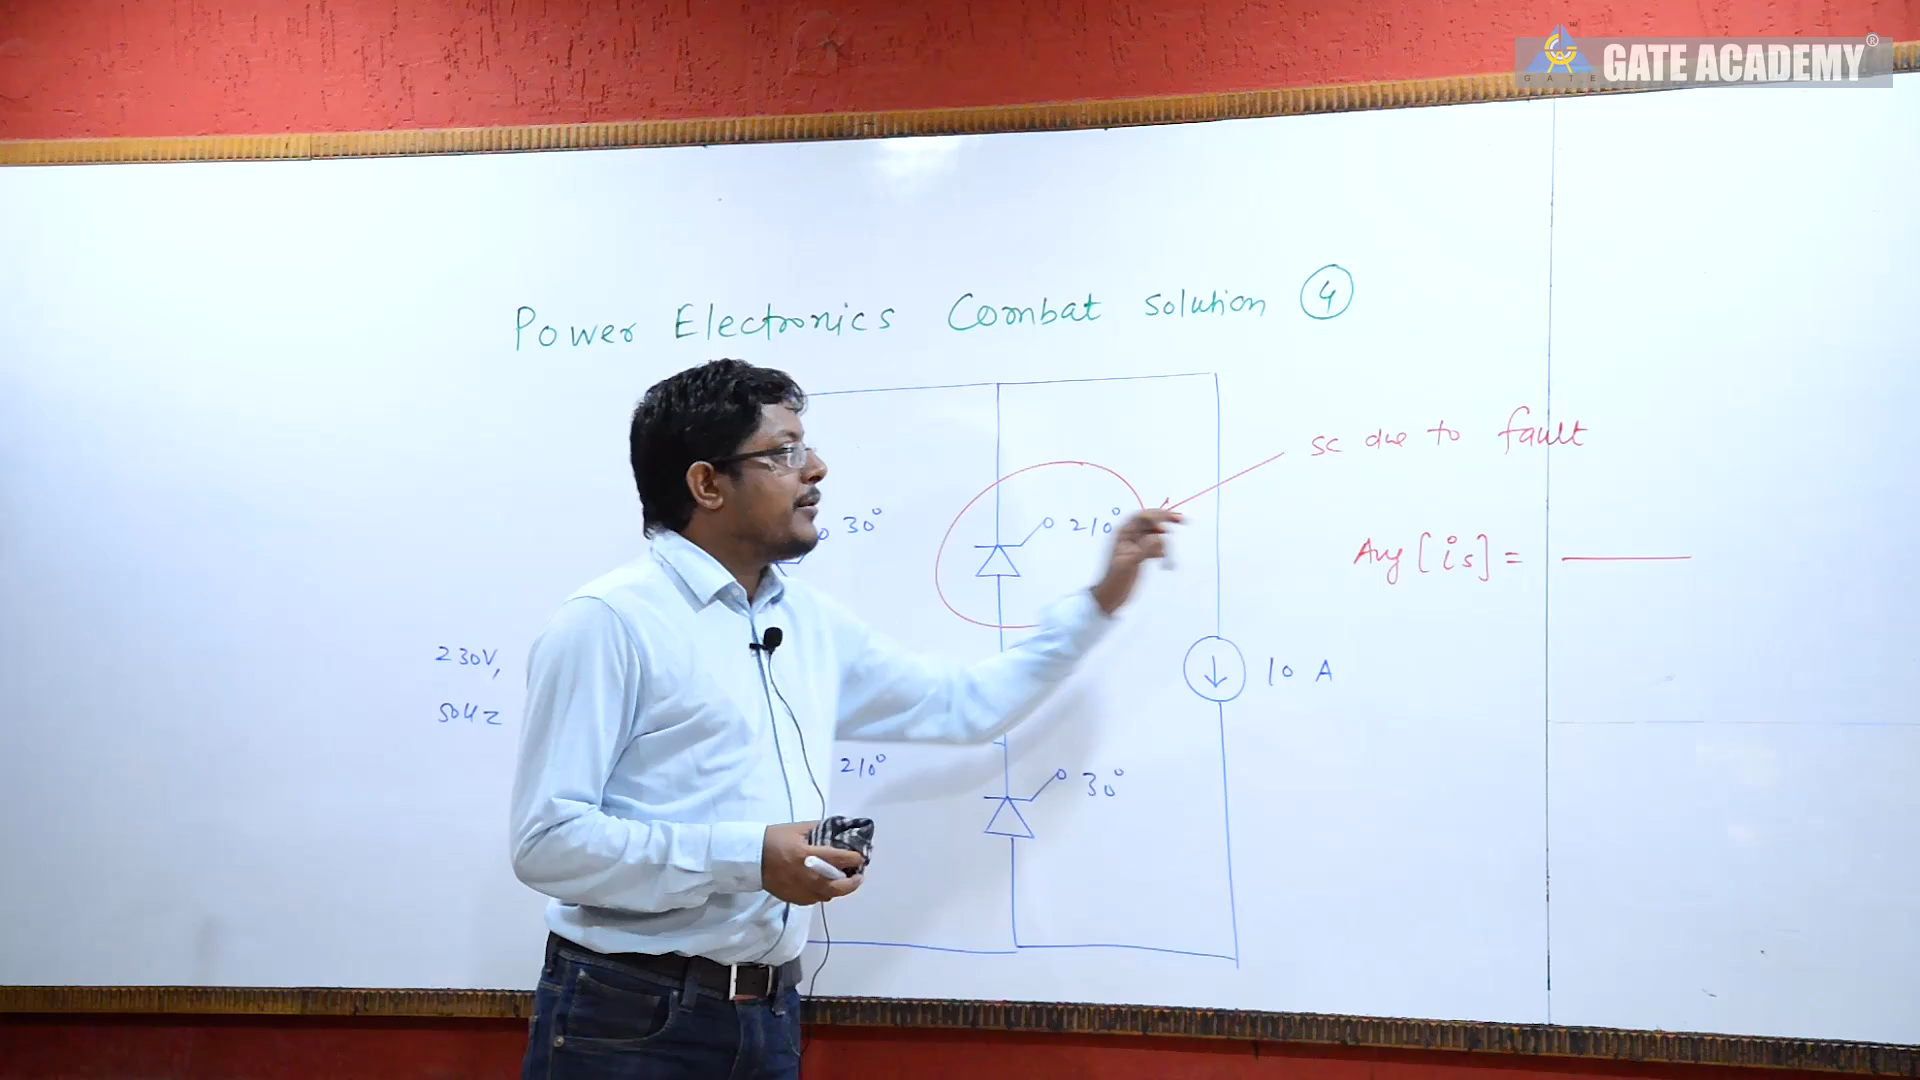 GATE
GATE ACADEMY®
Power Electronics Combat Solution 4
sc due to fault
30° 210°
Avg [is] =
230V,
50Hz
10 A
210° 30°